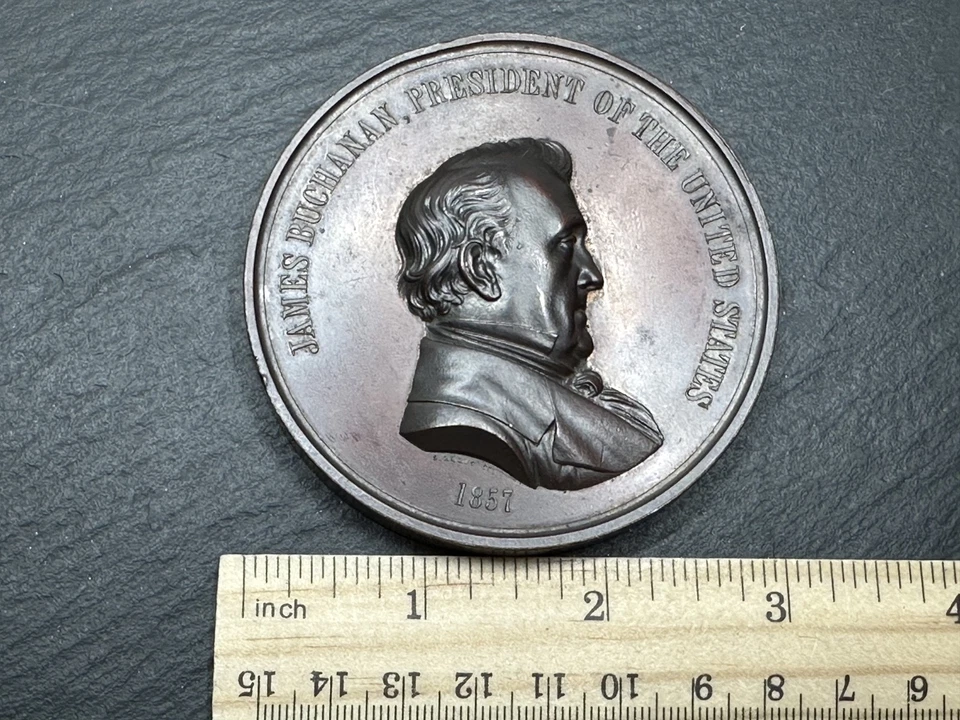 JAMES BUCHANAN, PRESIDENT OF THE UNITED STATES
1857
inch 1 2 3 4
15 14 13 12 11 10 9 8 7 6